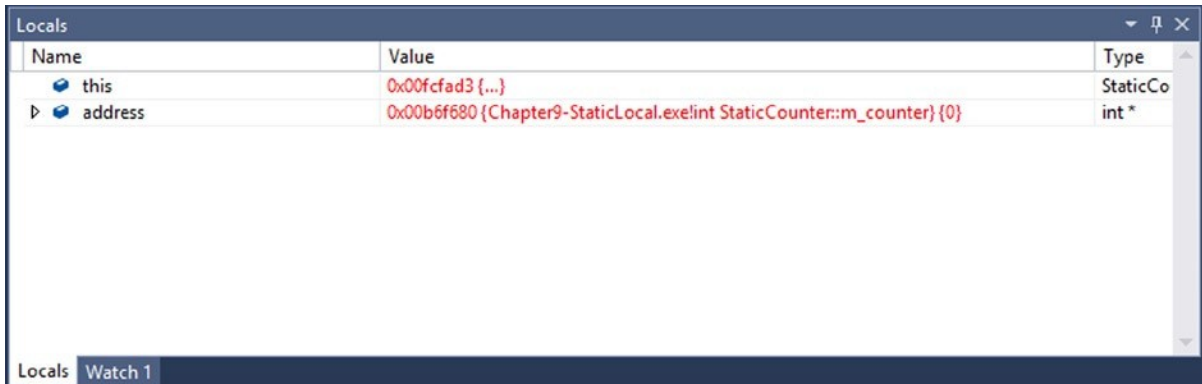 Locals
Name Value Type
this 0x00fcfad3 {...} StaticCo
address 0x00b6f680 {Chapter9-StaticLocal.exe!int StaticCounter::m_counter} {0} int *
Locals Watch 1